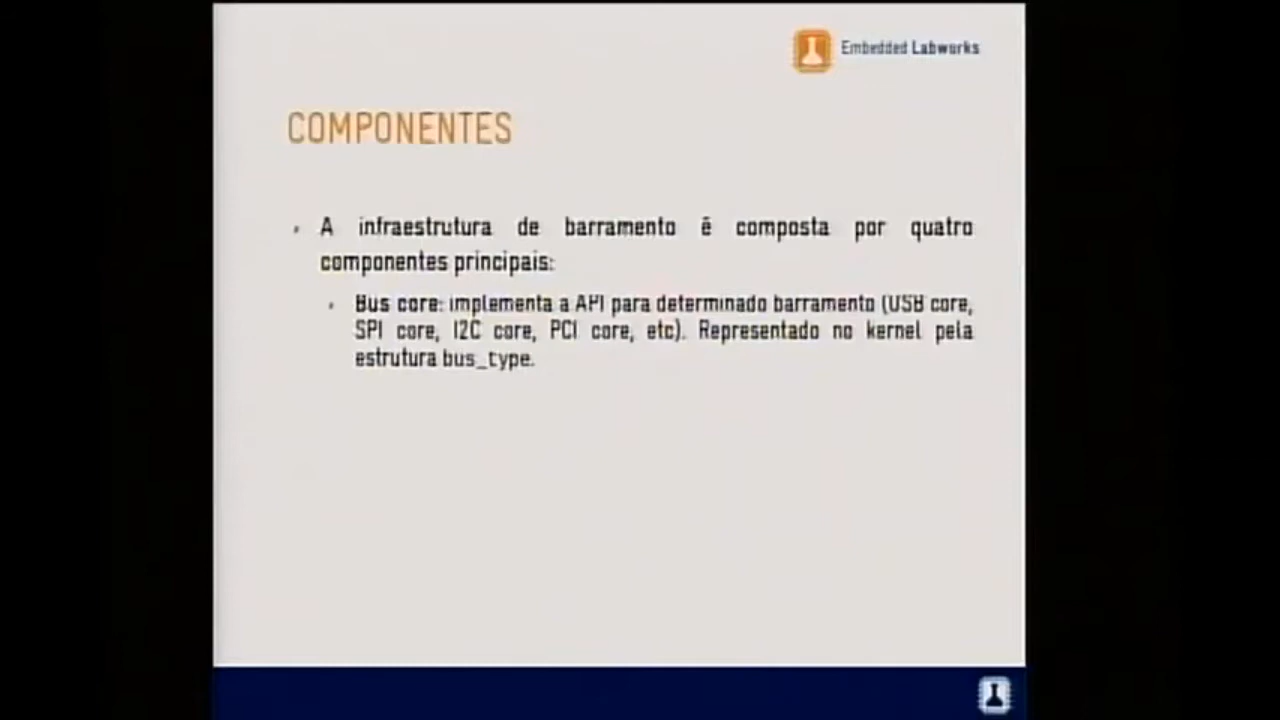 Embedded Labworks
COMPONENTES
A infraestrutura de barramento é composta por quatro
componentes principais:
Bus core: implementa a API para determinado barramento (USB core,
SPI core, I2C core, PCI core, etc). Representado no kernel pela
estrutura bus_type.